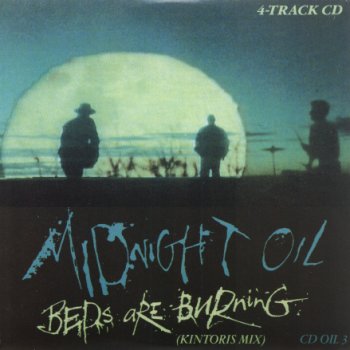 4-TRACK CD
MIDNIGHT OIL
BEDS ARE BURNING
(KINTORIS MIX)
CD OIL 3